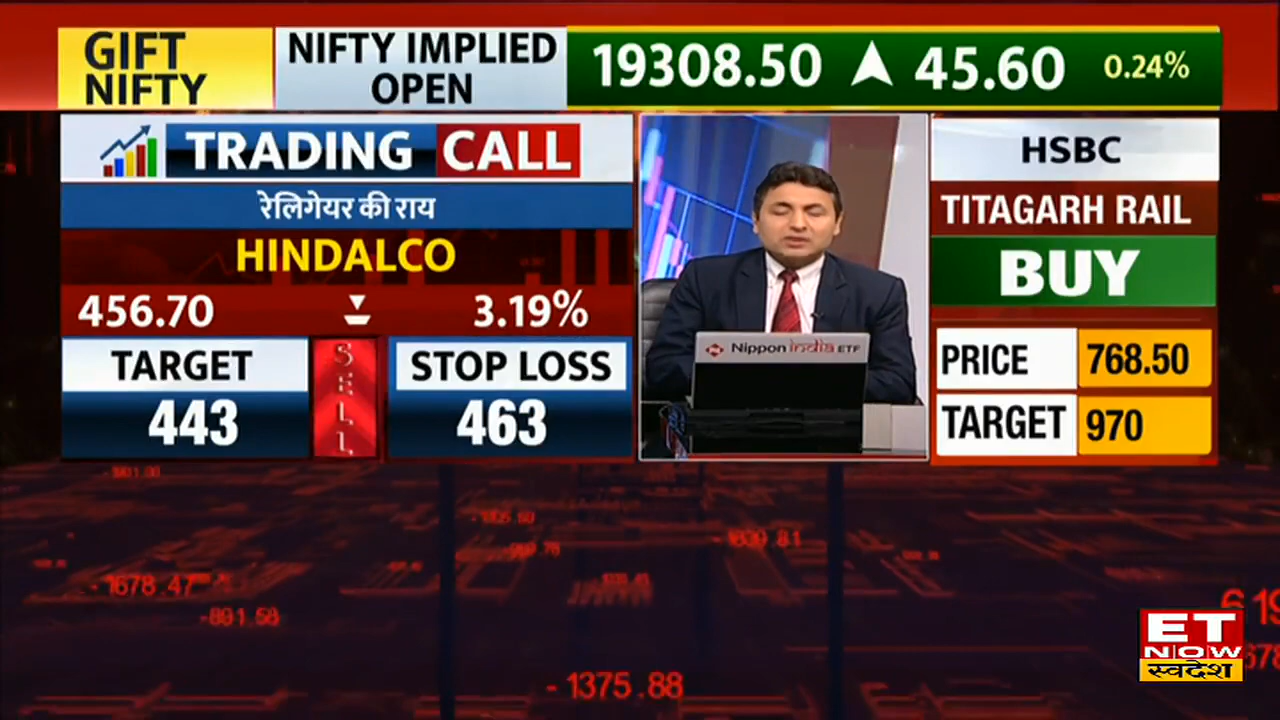 GIFT
NIFTY
NIFTY IMPLIED
OPEN
19308.50 ▲ 45.60 0.24%
TRADING CALL
रेलिगेयर की राय
HINDALCO
456.70 ▼ 3.19%
TARGET
443
SELL
STOP LOSS
463
Nippon india ETF
HSBC
TITAGARH RAIL
BUY
PRICE 768.50
TARGET 970
-1678.47
-891.58
-1375.88
ET
NOW
स्वदेश